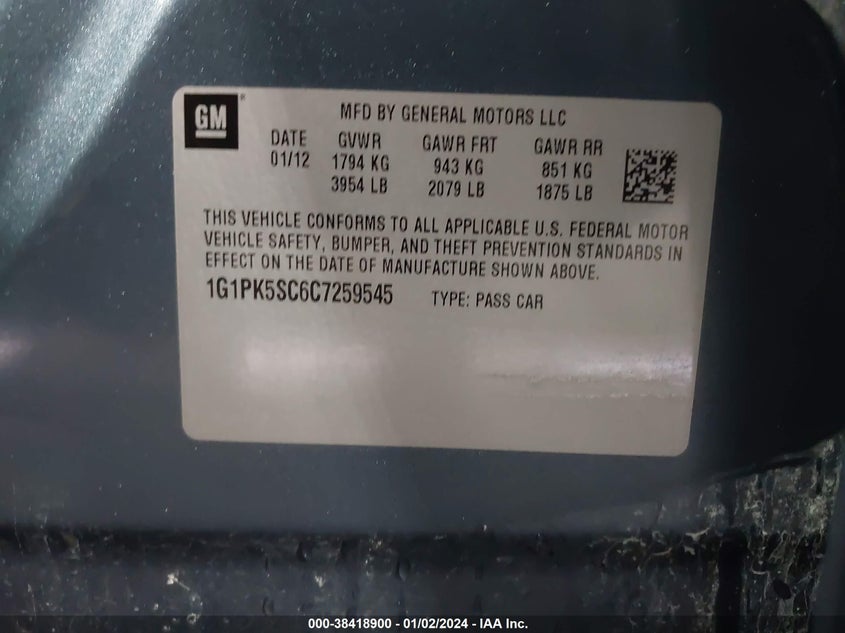 GM
MFD BY GENERAL MOTORS LLC
DATE GVWR GAWR FRT GAWR RR
01/12 1794 KG 943 KG 851 KG
3954 LB 2079 LB 1875 LB
THIS VEHICLE CONFORMS TO ALL APPLICABLE U.S. FEDERAL MOTOR
VEHICLE SAFETY, BUMPER, AND THEFT PREVENTION STANDARDS IN
EFFECT ON THE DATE OF MANUFACTURE SHOWN ABOVE.
1G1PK5SC6C7259545 TYPE: PASS CAR
000-38418900 - 01/02/2024 - IAA Inc.